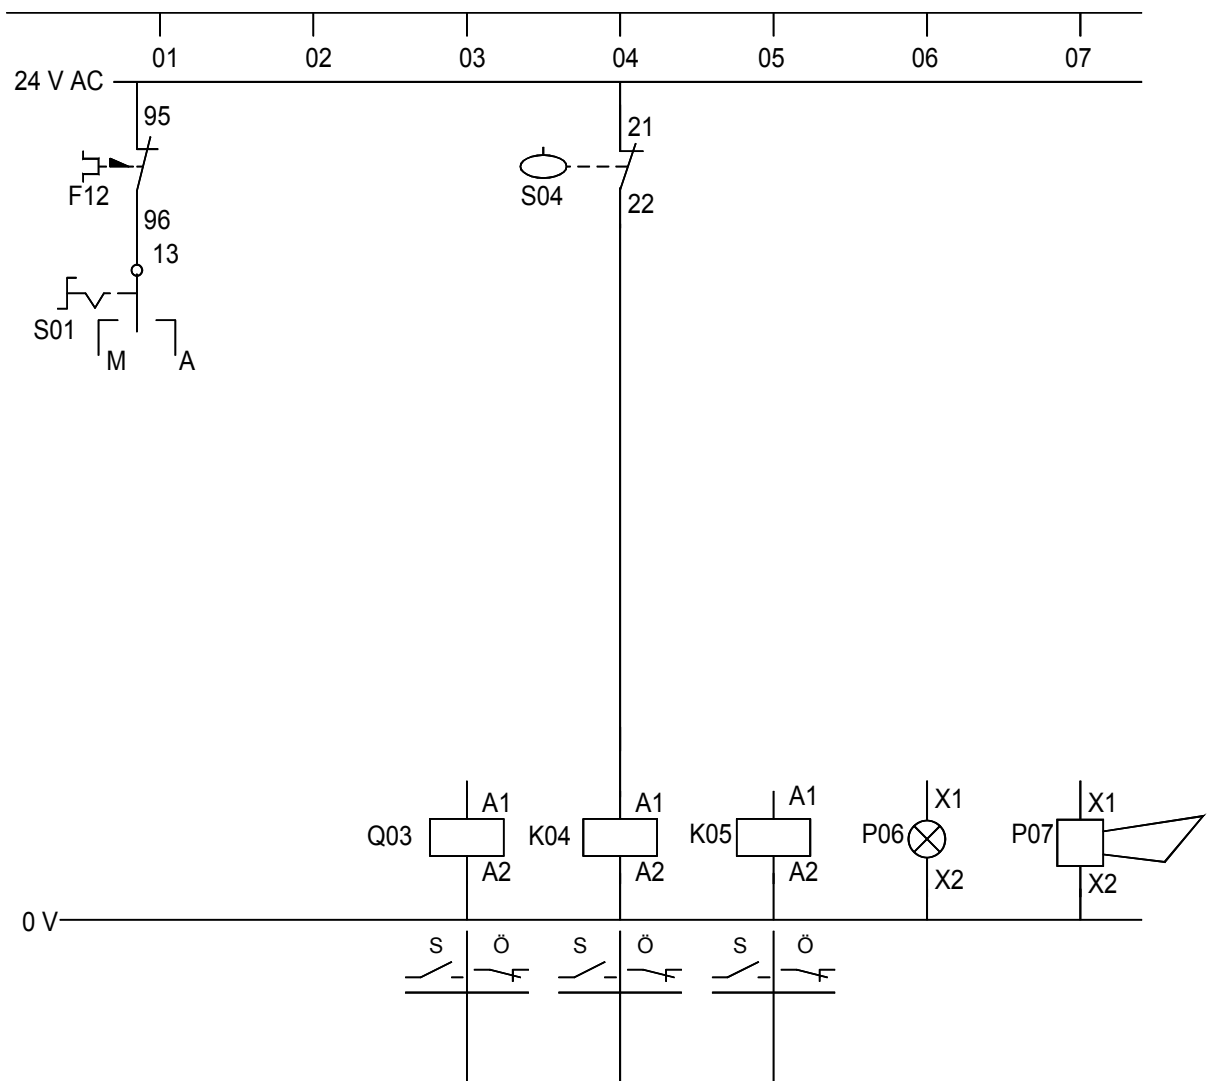 01 02 03 04 05 06 07
24 V AC
95 21
F12 S04
96 22
13
S01
M A
A1 A1 A1 X1 X1
Q03 K04 K05 P06 P07
A2 A2 A2 X2 X2
0 V
S Ö S Ö S Ö